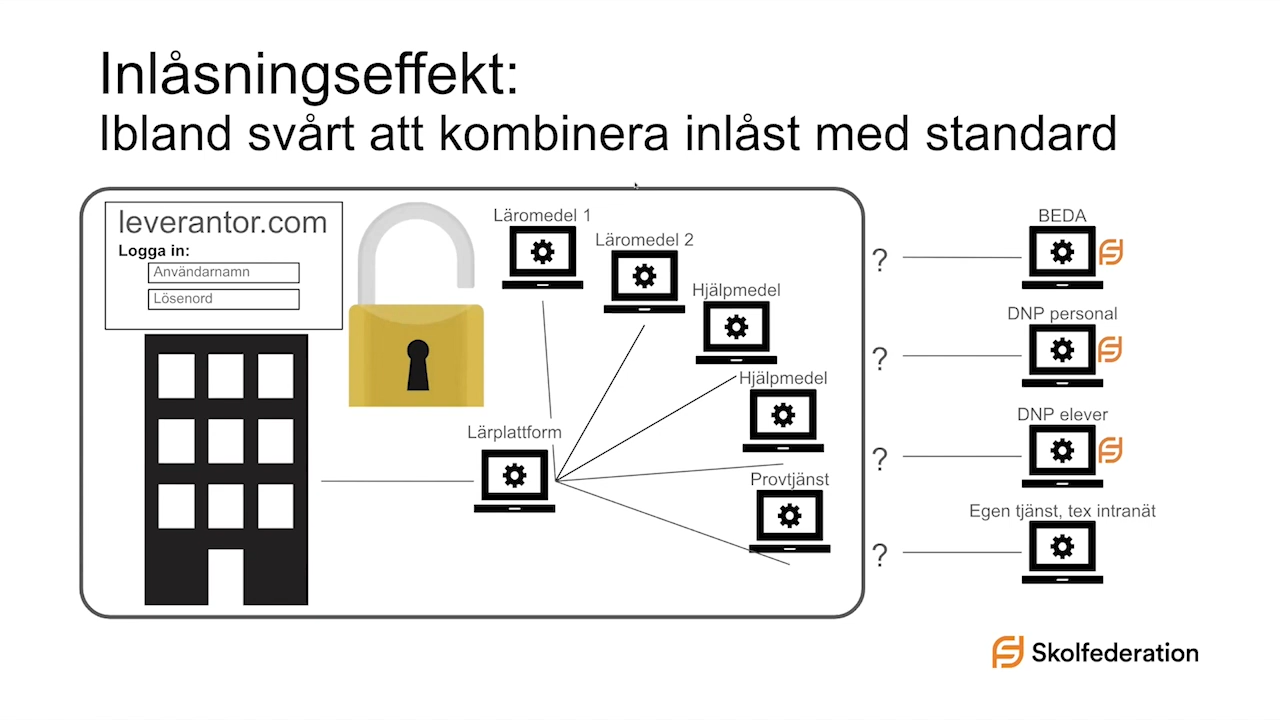 Inlåsningseffekt:
Ibland svårt att kombinera inlåst med standard
leverantor.com
Logga in:
Användarnamn
Lösenord
Läromedel 1
Läromedel 2
Hjälpmedel
Hjälpmedel
Lärplattform
Provtjänst
?
BEDA
?
DNP personal
?
DNP elever
?
Egen tjänst, tex intranät
Skolfederation